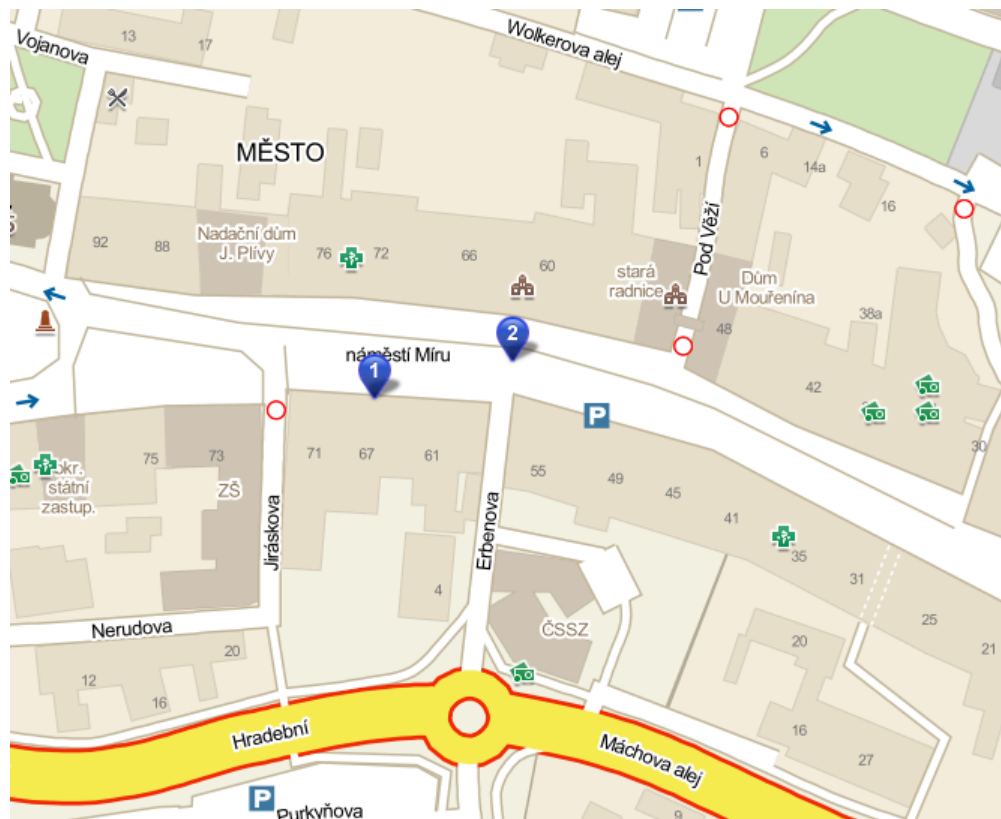 Vojanova
13
17
Wolkerova alej
MĚSTO
1
6
14a
16
Pod Věží
92
88
Nadační dům
J. Plívy
76
72
66
60
stará
radnice
Dům
U Mouřenína
48
38a
2
náměstí Míru
1
42
P
30
75
73
71
67
61
55
49
45
41
35
31
25
21
okr.
státní
zastup.
ZŠ
Jiráskova
Erbenova
4
ČSSZ
Nerudova
20
12
16
20
16
27
Hradební
Máchova alej
P
Purkyňova
9